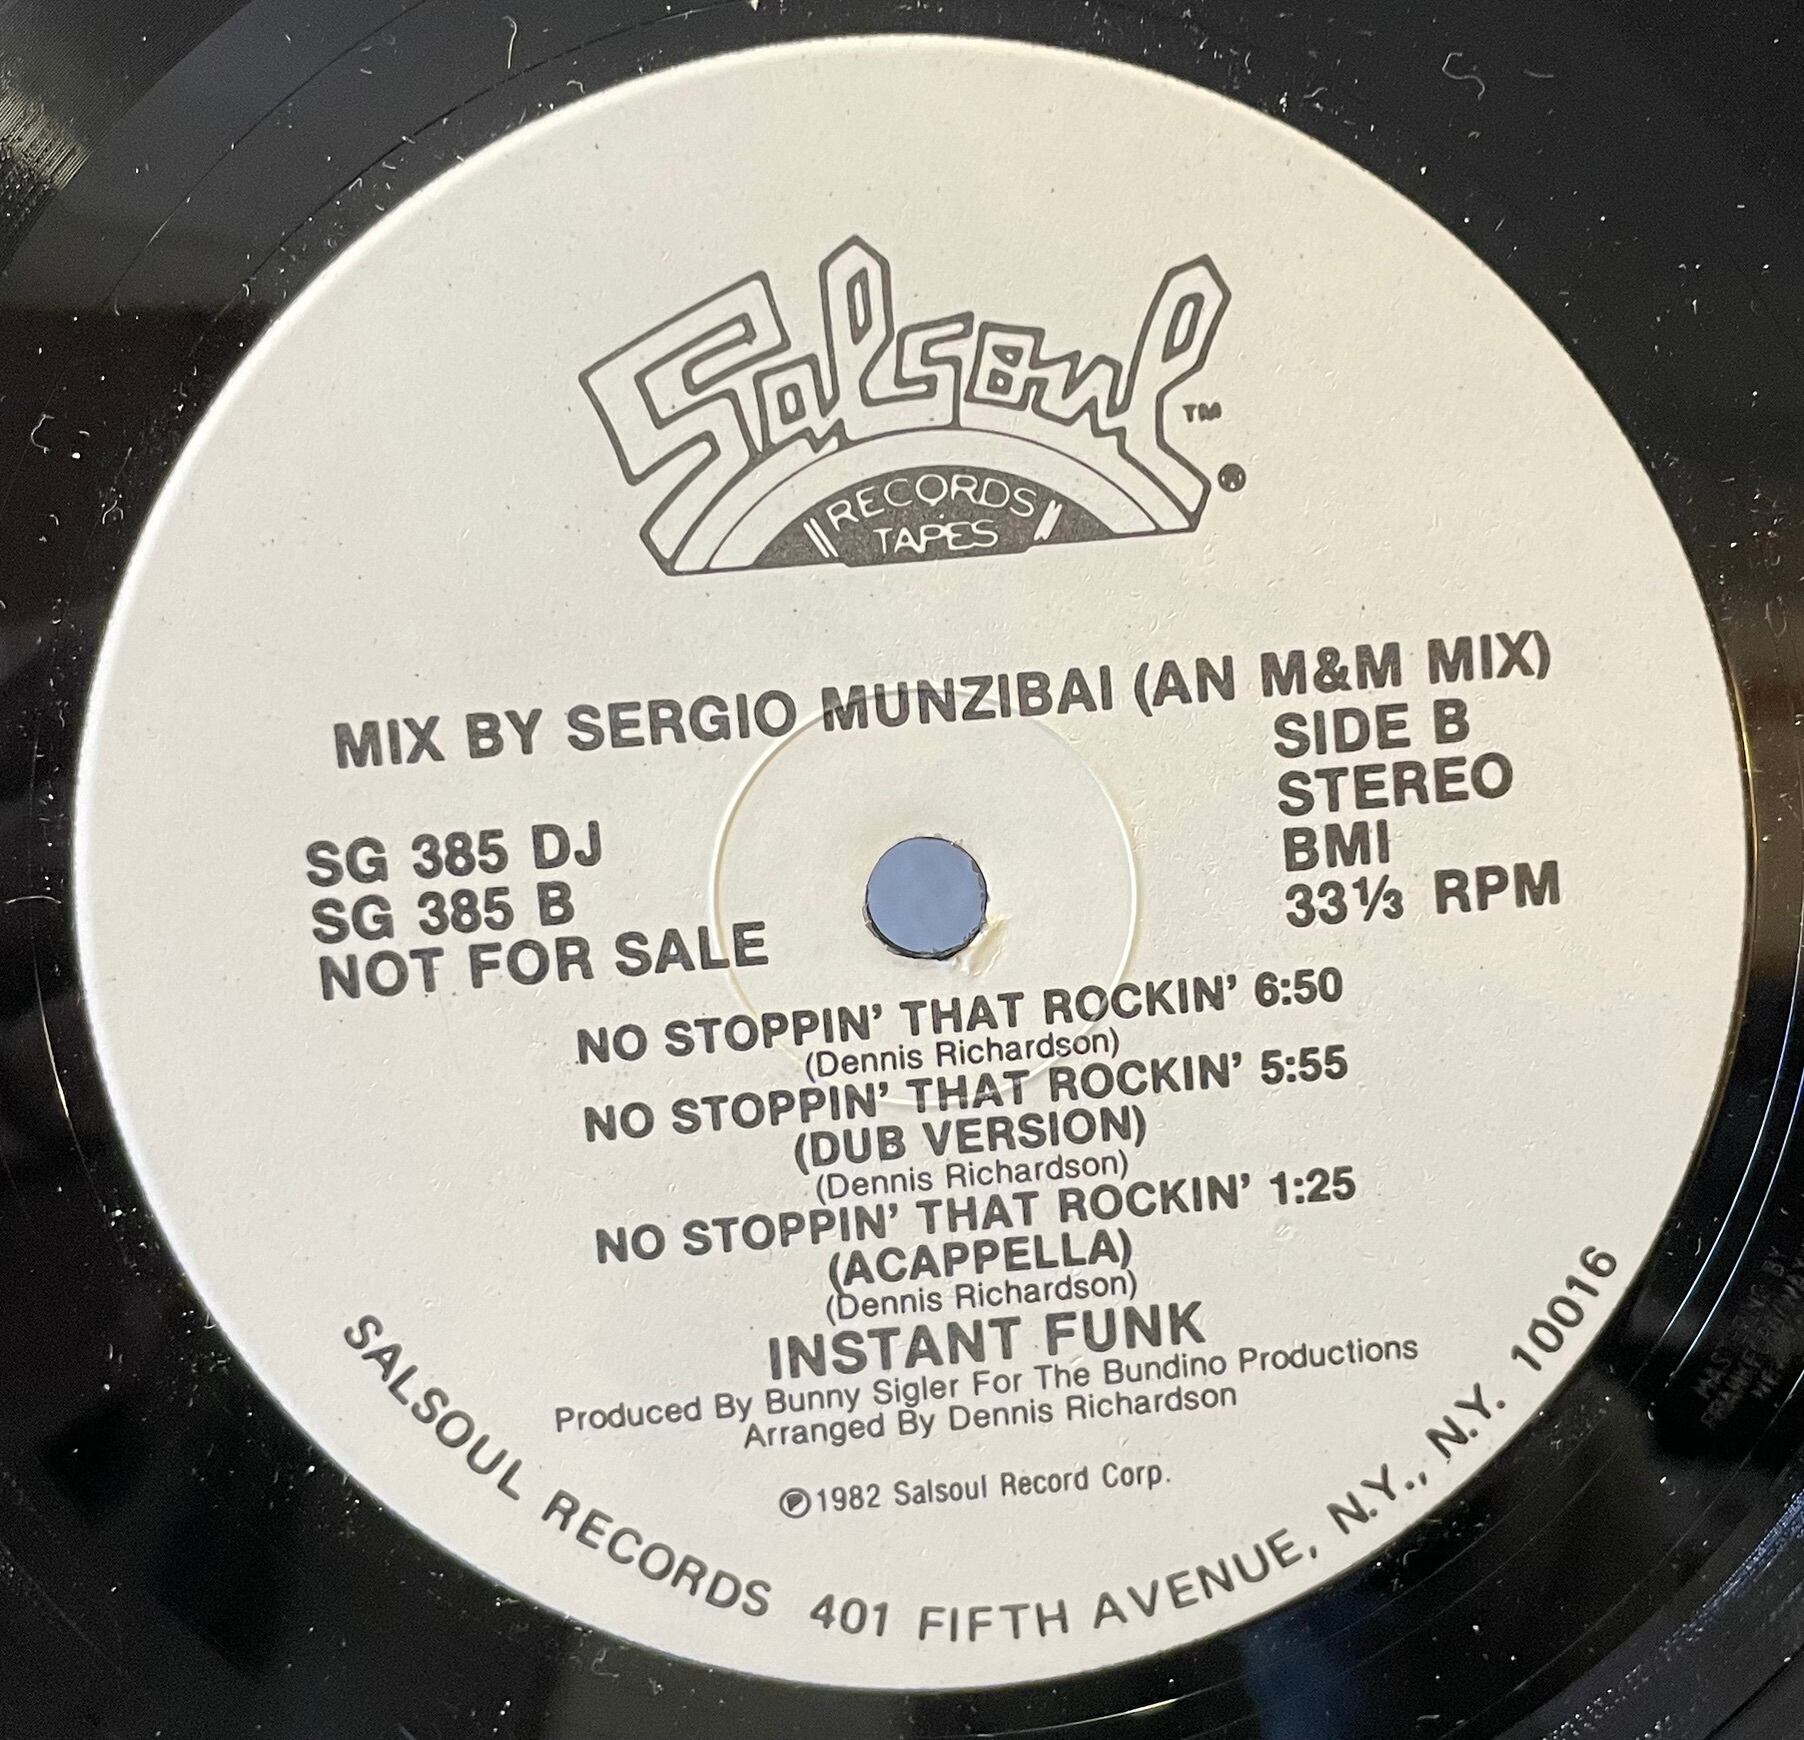 Salsoul
TM
®
RECORDS
TAPES
MIX BY SERGIO MUNZIBAI (AN M&M MIX)
SG 385 DJ
SG 385 B
NOT FOR SALE
SIDE B
STEREO
BMI
33⅓ RPM
NO STOPPIN' THAT ROCKIN' 6:50
(Dennis Richardson)
NO STOPPIN' THAT ROCKIN' 5:55
(DUB VERSION)
(Dennis Richardson)
NO STOPPIN' THAT ROCKIN' 1:25
(ACAPPELLA)
(Dennis Richardson)
INSTANT FUNK
Produced By Bunny Sigler For The Bundino Productions
Arranged By Dennis Richardson
℗1982 Salsoul Record Corp.
SALSOUL RECORDS 401 FIFTH AVENUE, N.Y., N.Y. 10016